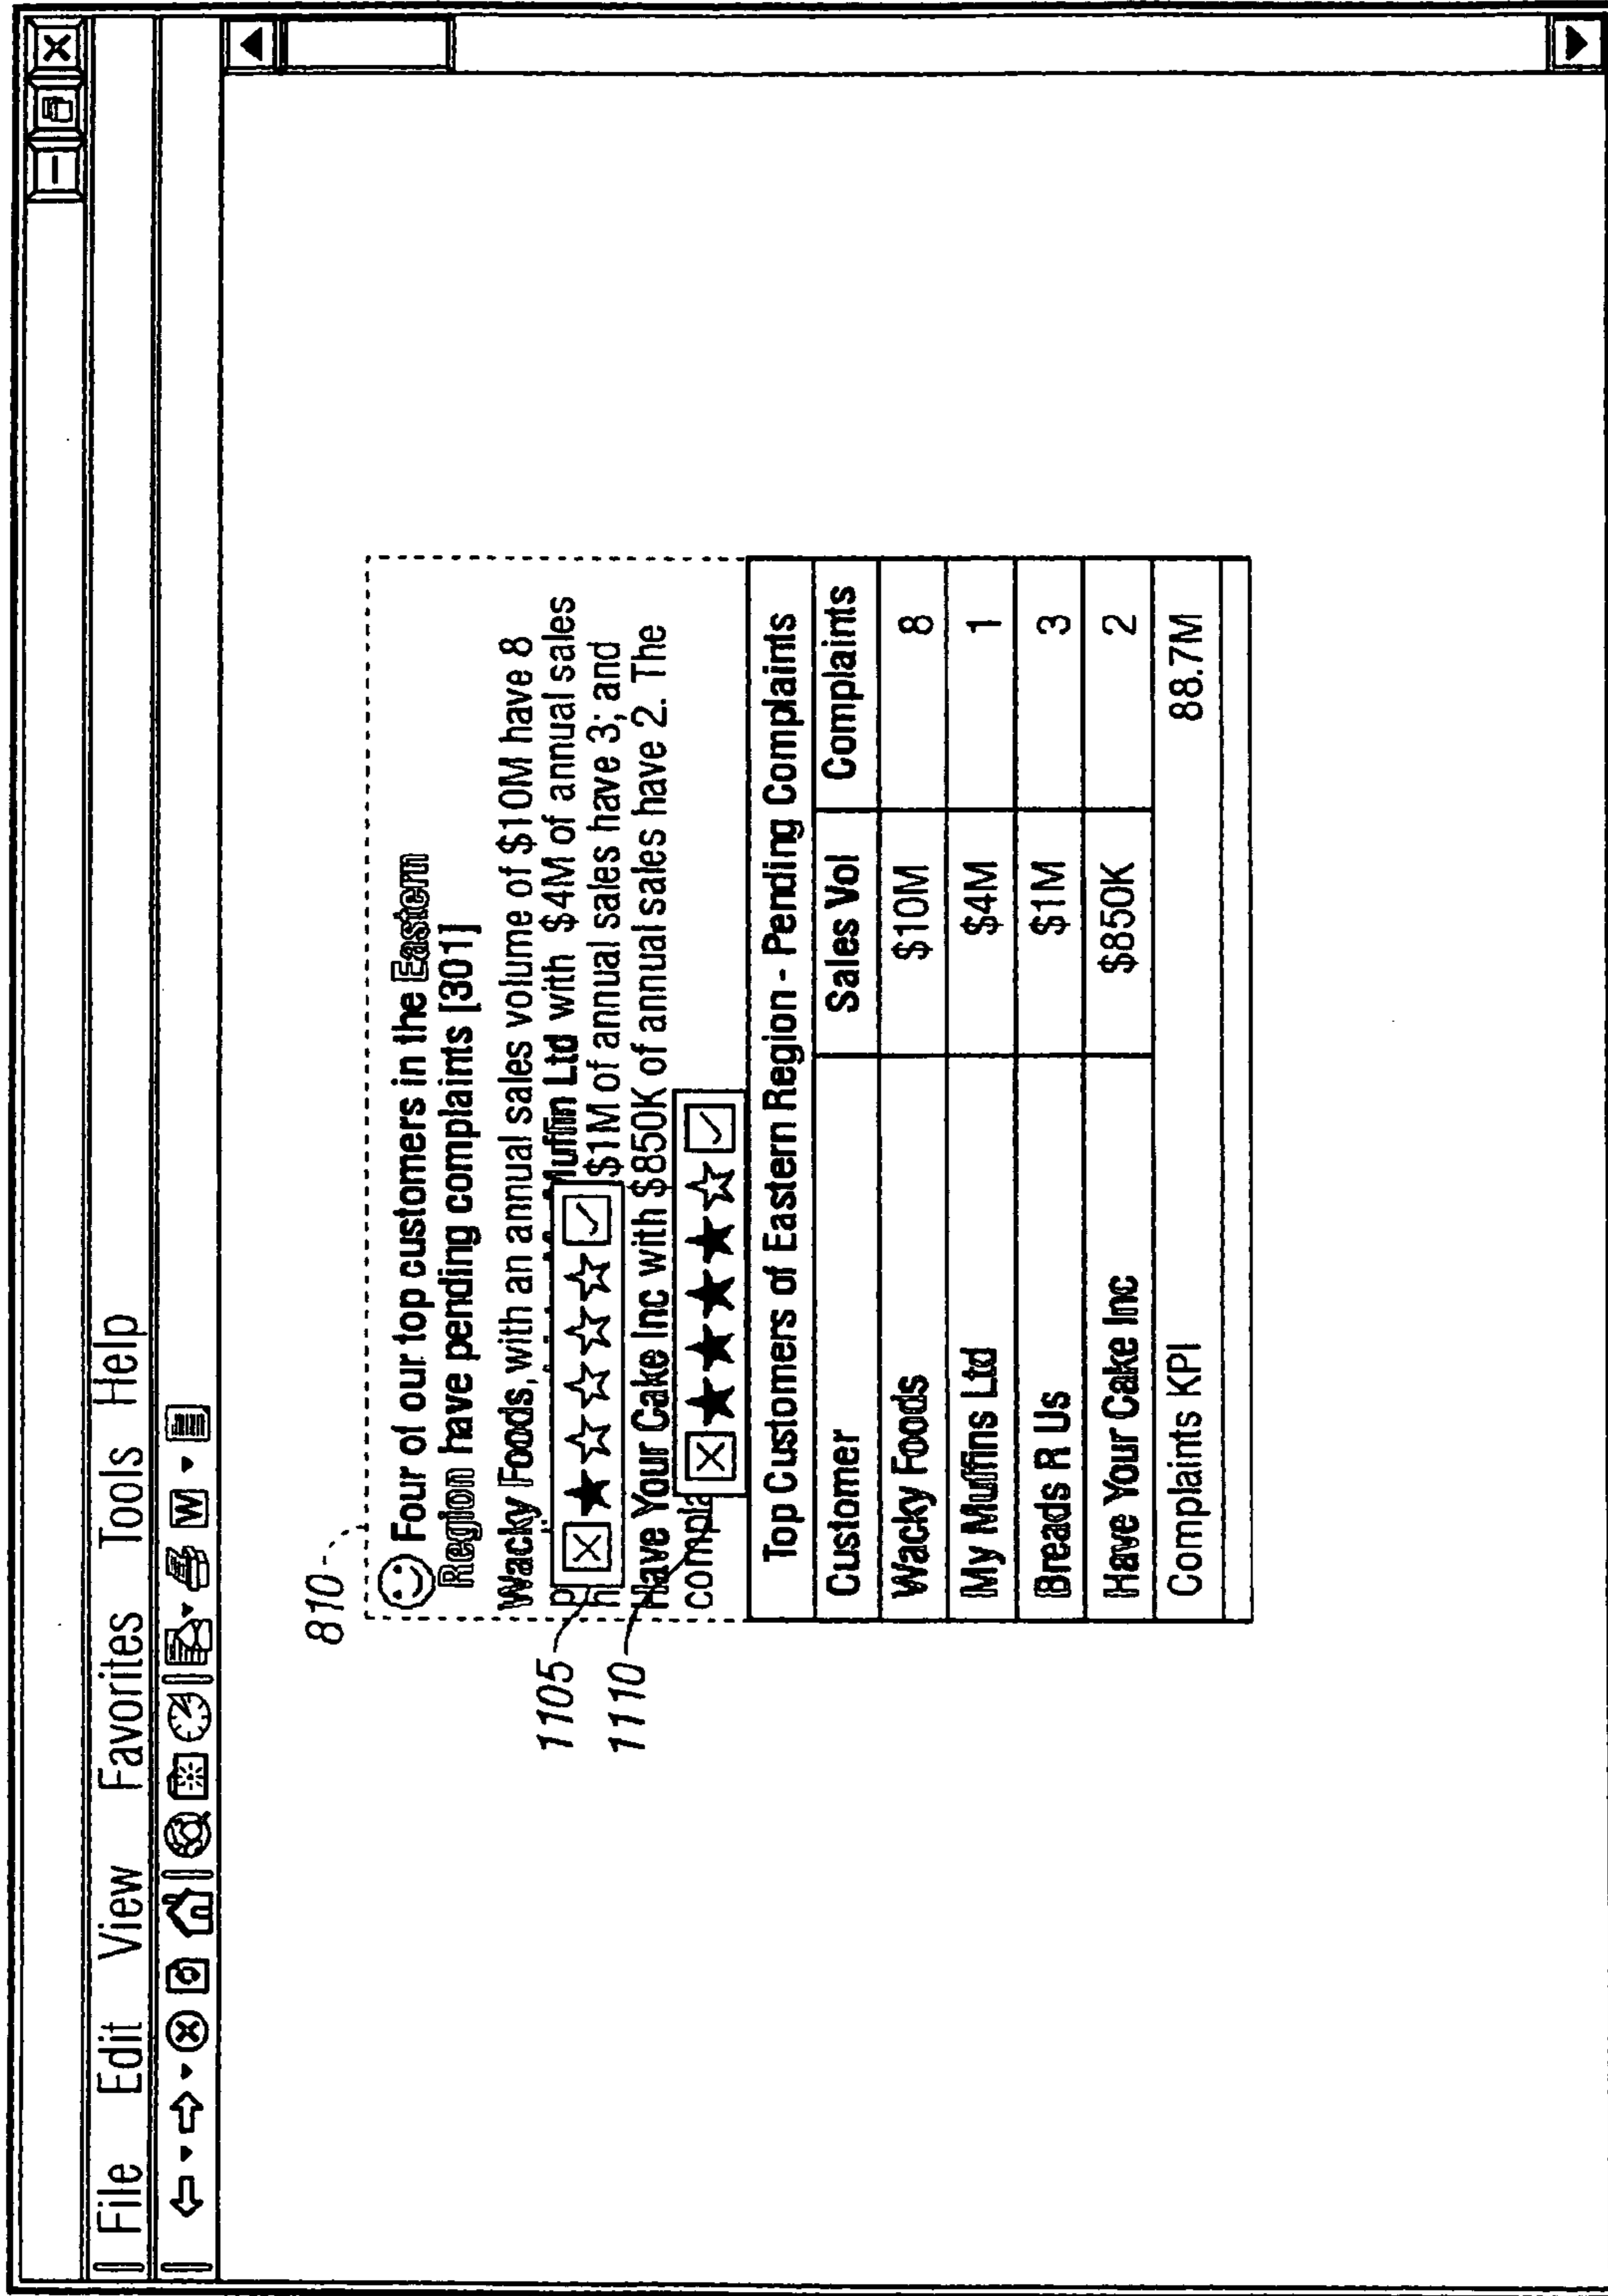 File Edit View Favorites Tools Help
W
810
Four of our top customers in the Eastern
Region have pending complaints [301]
Wacky Foods, with an annual sales volume of $10M have 8
Muffin Ltd with $4M of annual sales
$1M of annual sales have 3; and
Have Your Cake Inc with $850K of annual sales have 2. The
compla
1105
1110
Top Customers of Eastern Region - Pending Complaints
Customer Sales Vol Complaints
Wacky Foods $10M 8
My Muffins Ltd $4M 1
Breads R Us $1M 3
Have Your Cake Inc $850K 2
Complaints KPI 88.7M